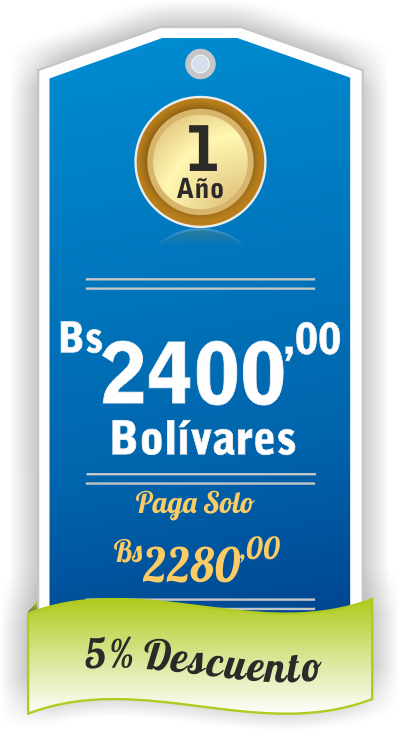 1
Año
Bs2400,00
Bolívares
Paga Solo
Bs2280,00
5% Descuento